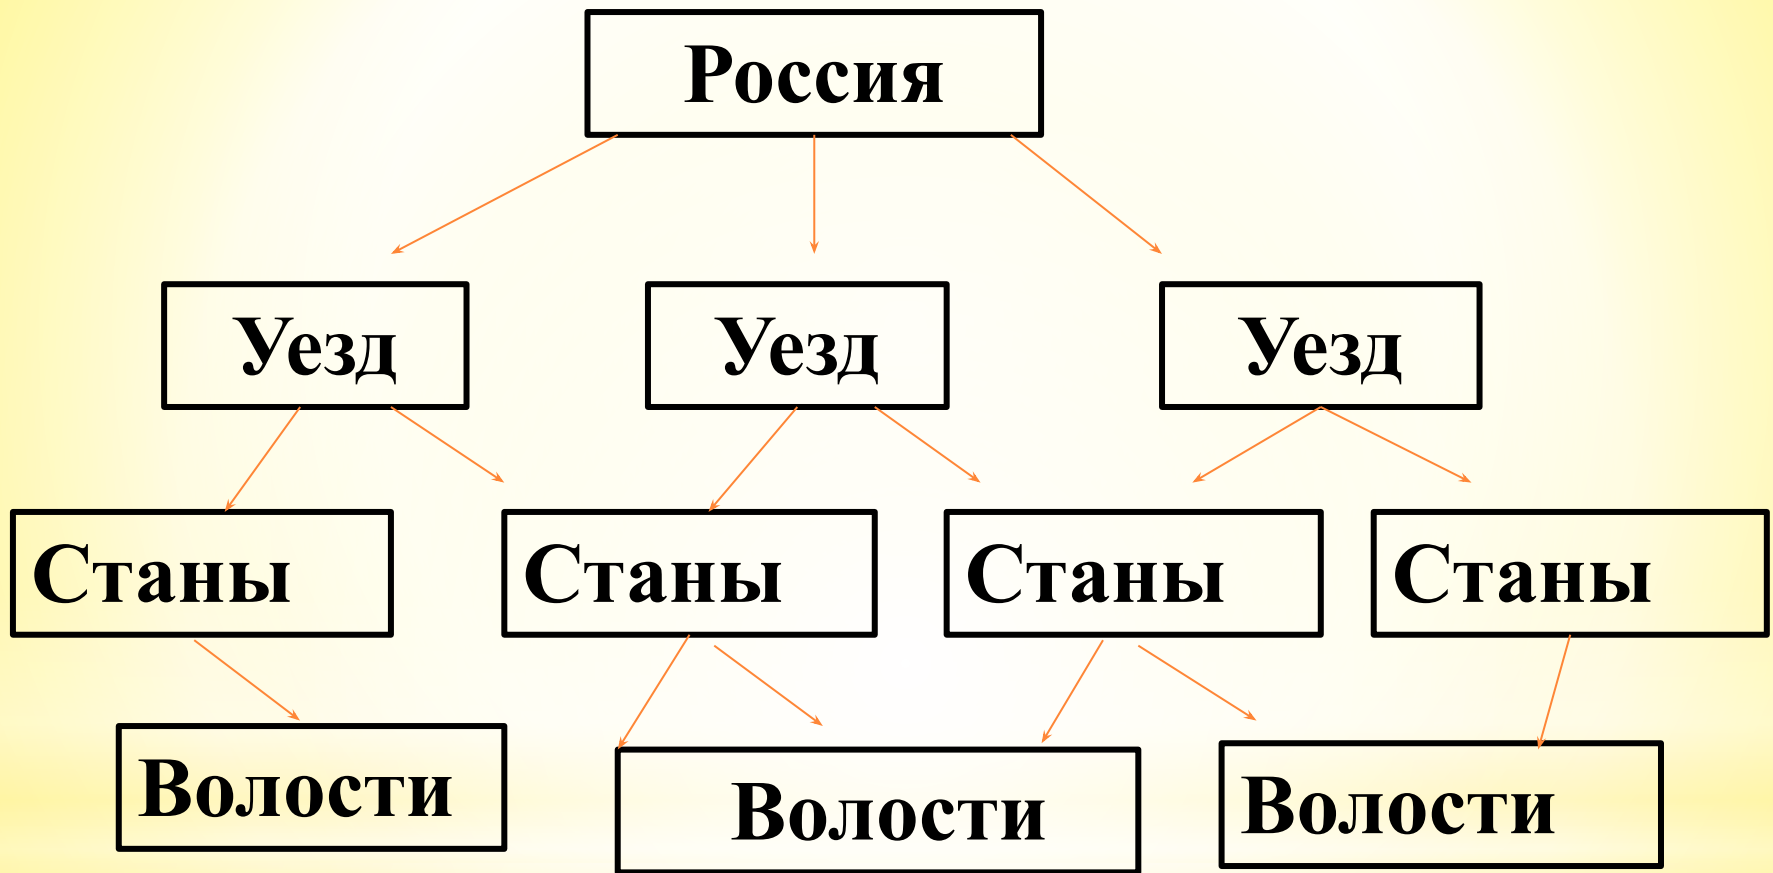 Россия
Уезд
Уезд
Уезд
Станы
Станы
Станы
Станы
Волости
Волости
Волости